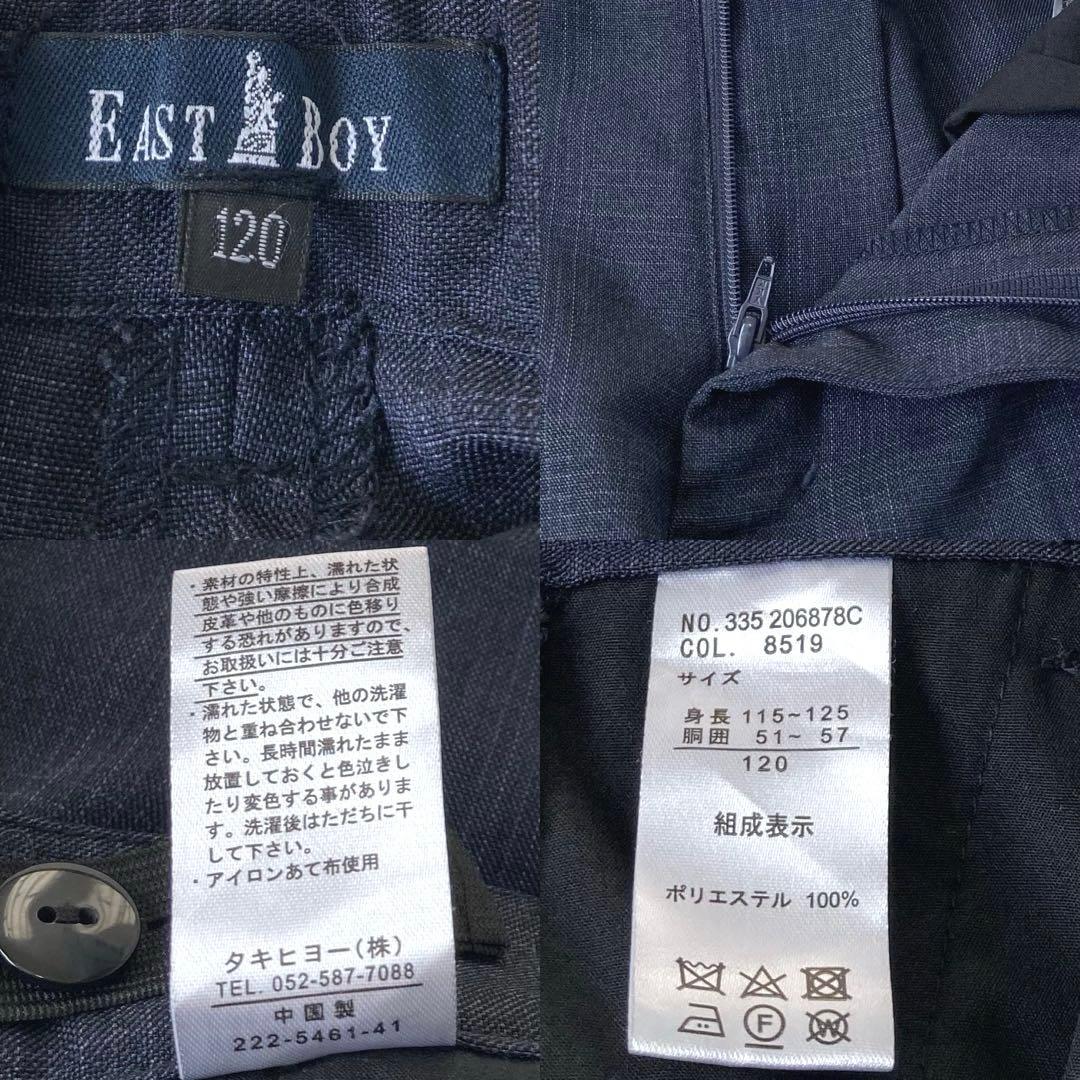 EAST BOY
120
・素材の特性上、濡れた状
態や強い摩擦により合成
皮革や他のものに色移り
する恐れがありますので、
お取扱いには十分ご注意
下さい。
・濡れた状態で、他の洗濯
物と重ね合わせないで下
さい。長時間濡れたまま
放置しておくと色泣きし
たり変色する事がありま
す。洗濯後はただちに干
して下さい。
・アイロンあて布使用
タキヒヨー(株)
TEL. 052-587-7088
中国製
222-5461-41
NO.335 206878C
COL. 8519
サイズ
身長 115~125
胴囲 51~ 57
120
組成表示
ポリエステル 100%
F
W